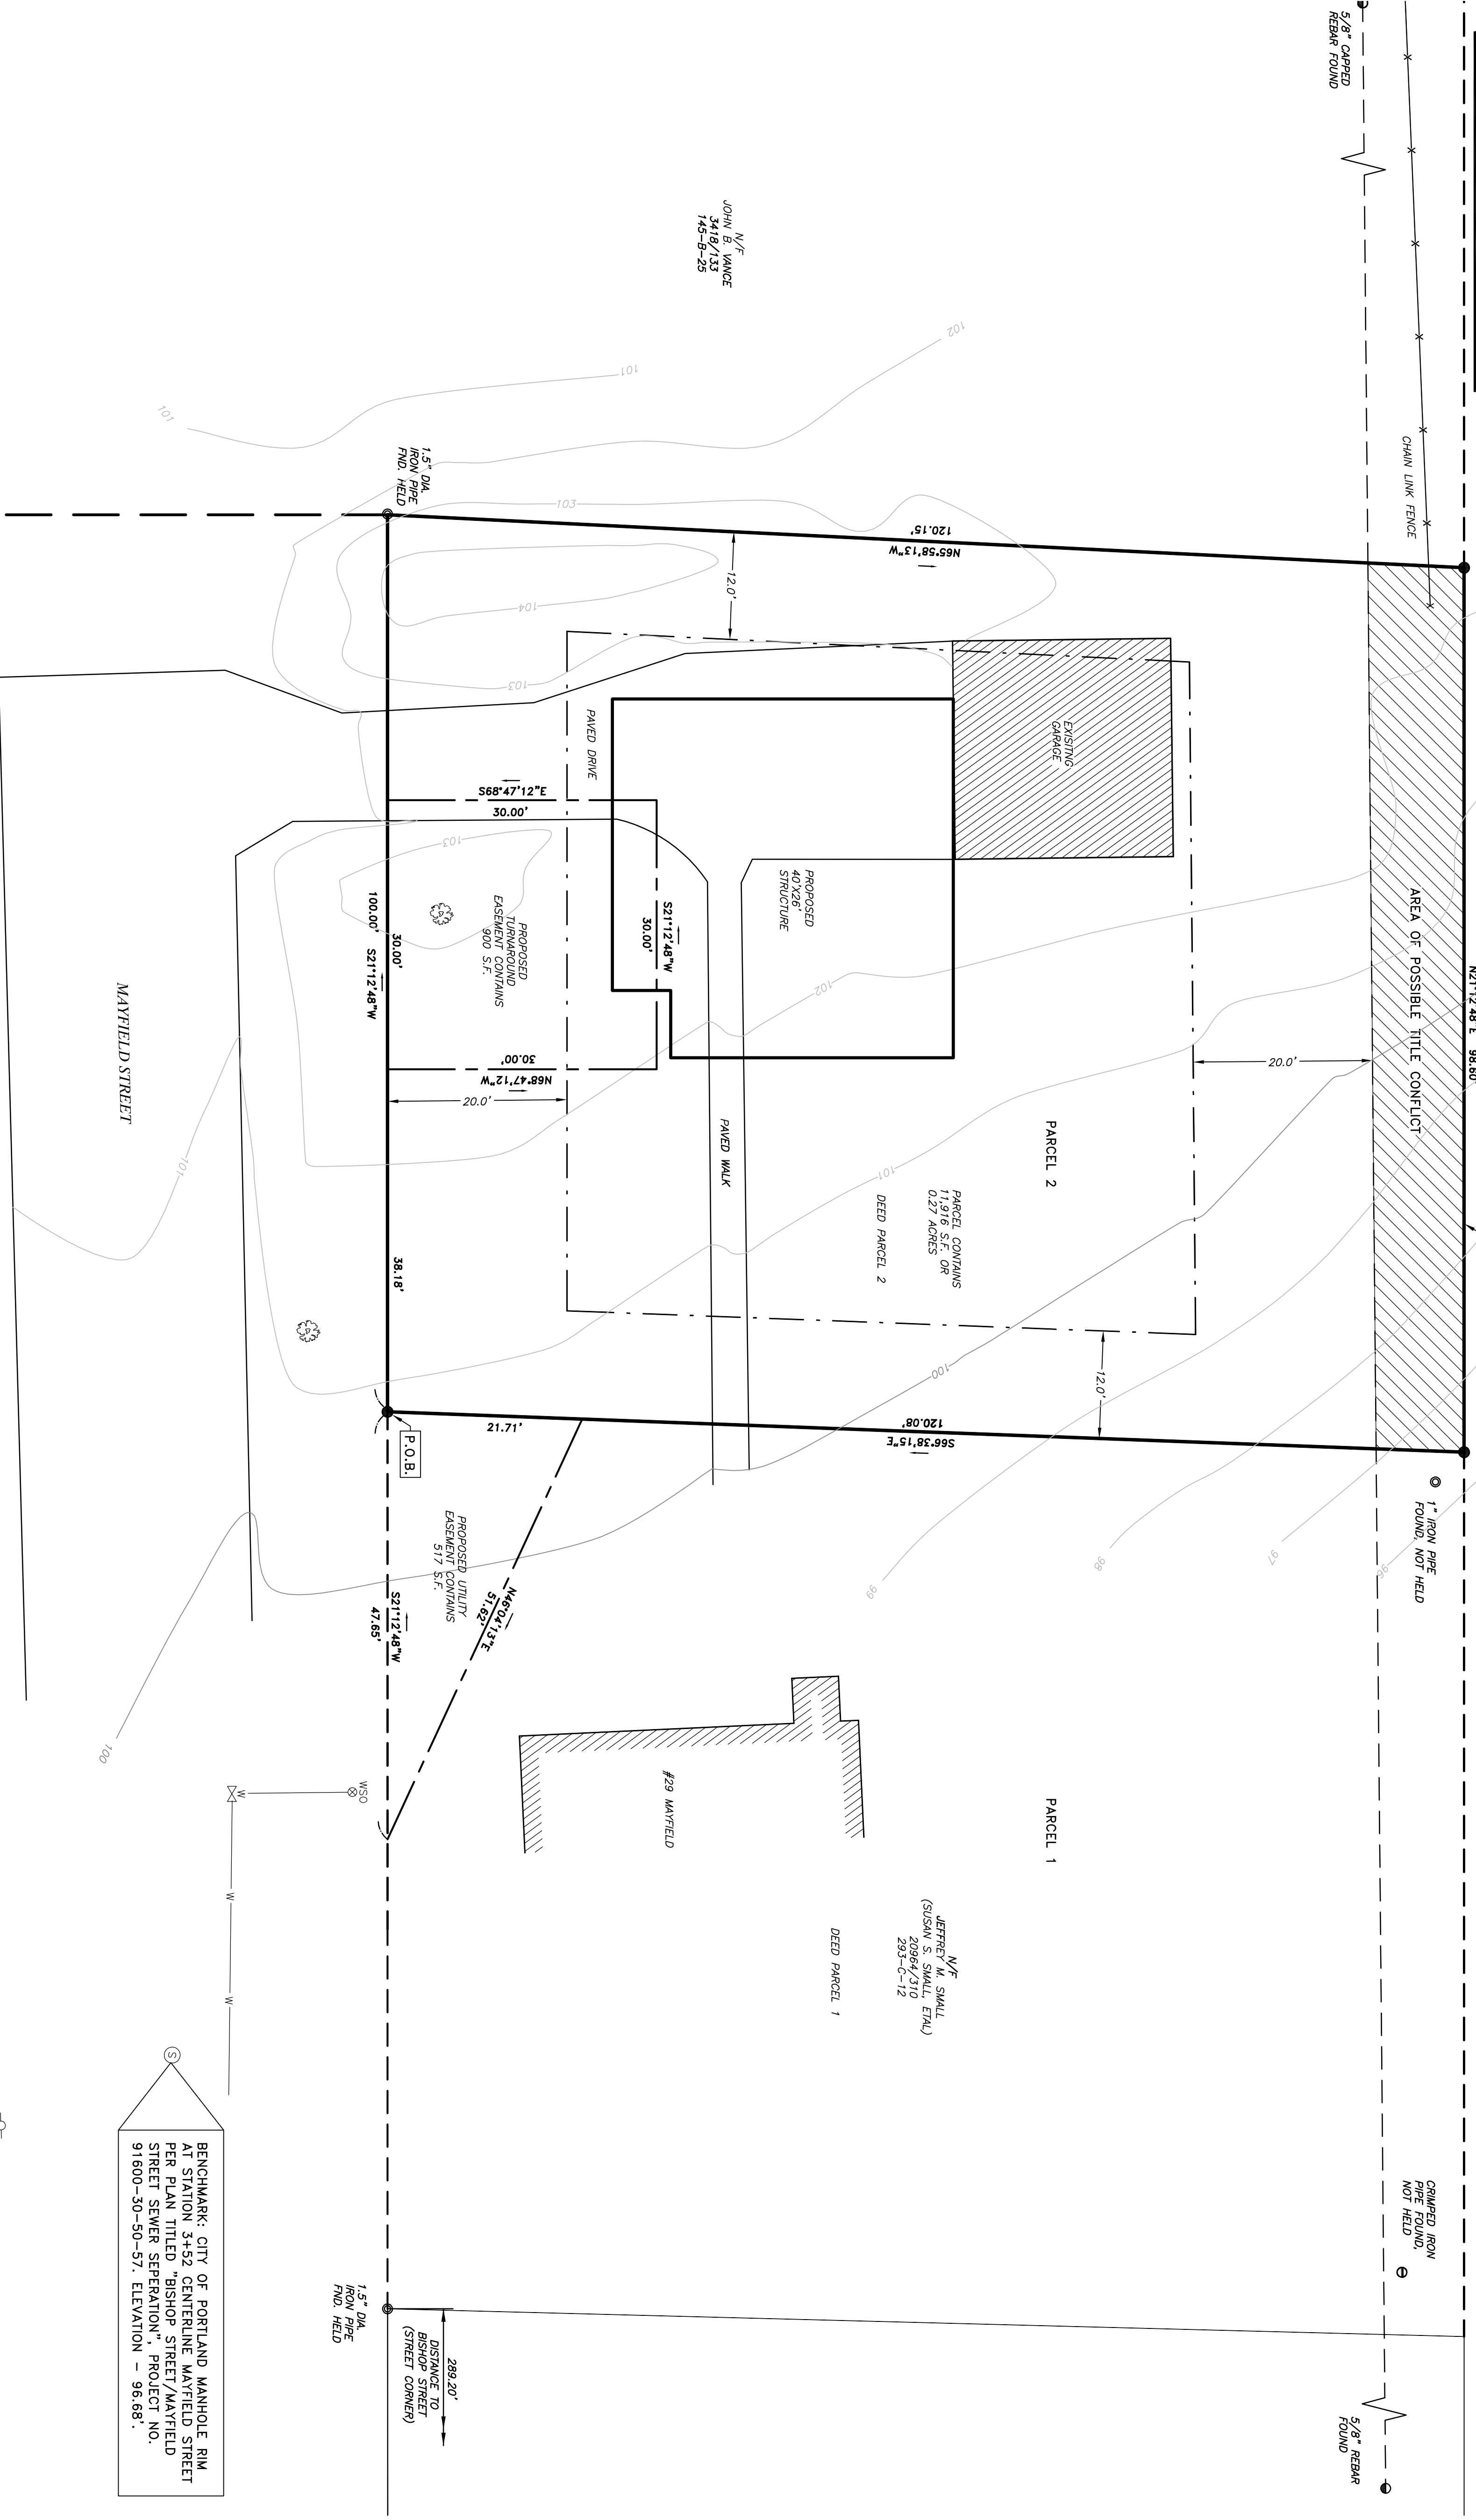 5/8" CAPPED
REBAR FOUND
CHAIN LINK FENCE
N21°12'48"E 98.60'
AREA OF POSSIBLE TITLE CONFLICT
1" IRON PIPE
FOUND, NOT HELD
CRIMPED IRON
PIPE FOUND,
NOT HELD
5/8" REBAR
FOUND
N/F
JOHN B. VANCE
3418/133
145-B-25
102
101
101
1.5" DIA.
IRON PIPE
FND. HELD
103
104
103
120.15'
N65°58'13"W
12.0'
EXISITNG
GARAGE
PAVED DRIVE
S68°47'12"E
30.00'
103
PROPOSED
40'X26'
STRUCTURE
S21°12'48"W
30.00'
PROPOSED
TURNAROUND
EASEMENT CONTAINS
900 S.F.
30.00'
100.00'
S21°12'48"W
102
30.00'
N68°47'12"W
20.0'
20.0'
MAYFIELD STREET
101
PAVED WALK
PARCEL 2
PARCEL CONTAINS
11,916 S.F. OR
0.27 ACRES
DEED PARCEL 2
101
38.18'
12.0'
100
120.08'
S66°38'15"E
21.71'
P.O.B.
99
98
97
96
PROPOSED UTILITY
EASEMENT CONTAINS
517 S.F.
N46°04'13"E
51.62'
S21°12'48"W
47.65'
100
WSO
W
W
W
#29 MAYFIELD
PARCEL 1
N/F
JEFFREY M. SMALL
(SUSAN S. SMALL, ETAL)
20964/310
293-C-12
DEED PARCEL 1
S
BENCHMARK: CITY OF PORTLAND MANHOLE RIM
AT STATION 3+52 CENTERLINE MAYFIELD STREET
PER PLAN TITLED "BISHOP STREET/MAYFIELD
STREET SEWER SEPERATION", PROJECT NO.
91600-30-50-57. ELEVATION - 96.68'.
1.5" DIA.
IRON PIPE
FND. HELD
289.20'
DISTANCE TO
BISHOP STREET
(STREET CORNER)